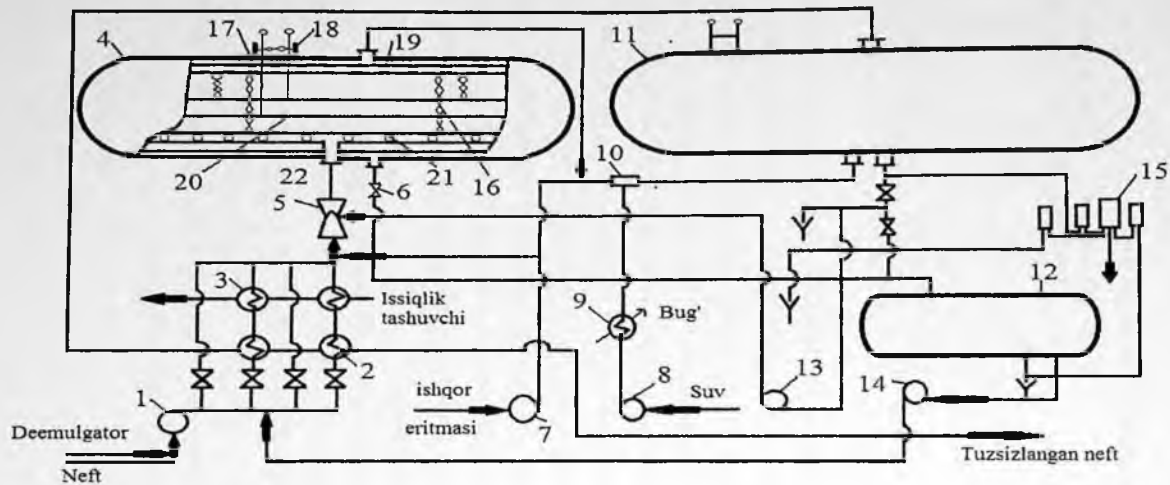 17
18
4
19
11
20
22
21
16
6
5
10
15
3
Issiqlik
tashuvchi
9
Bug'
12
2
1
ishqor
eritmasi
7
8
Suv
13
14
Deemulgator
Neft
Tuzsizlangan neft